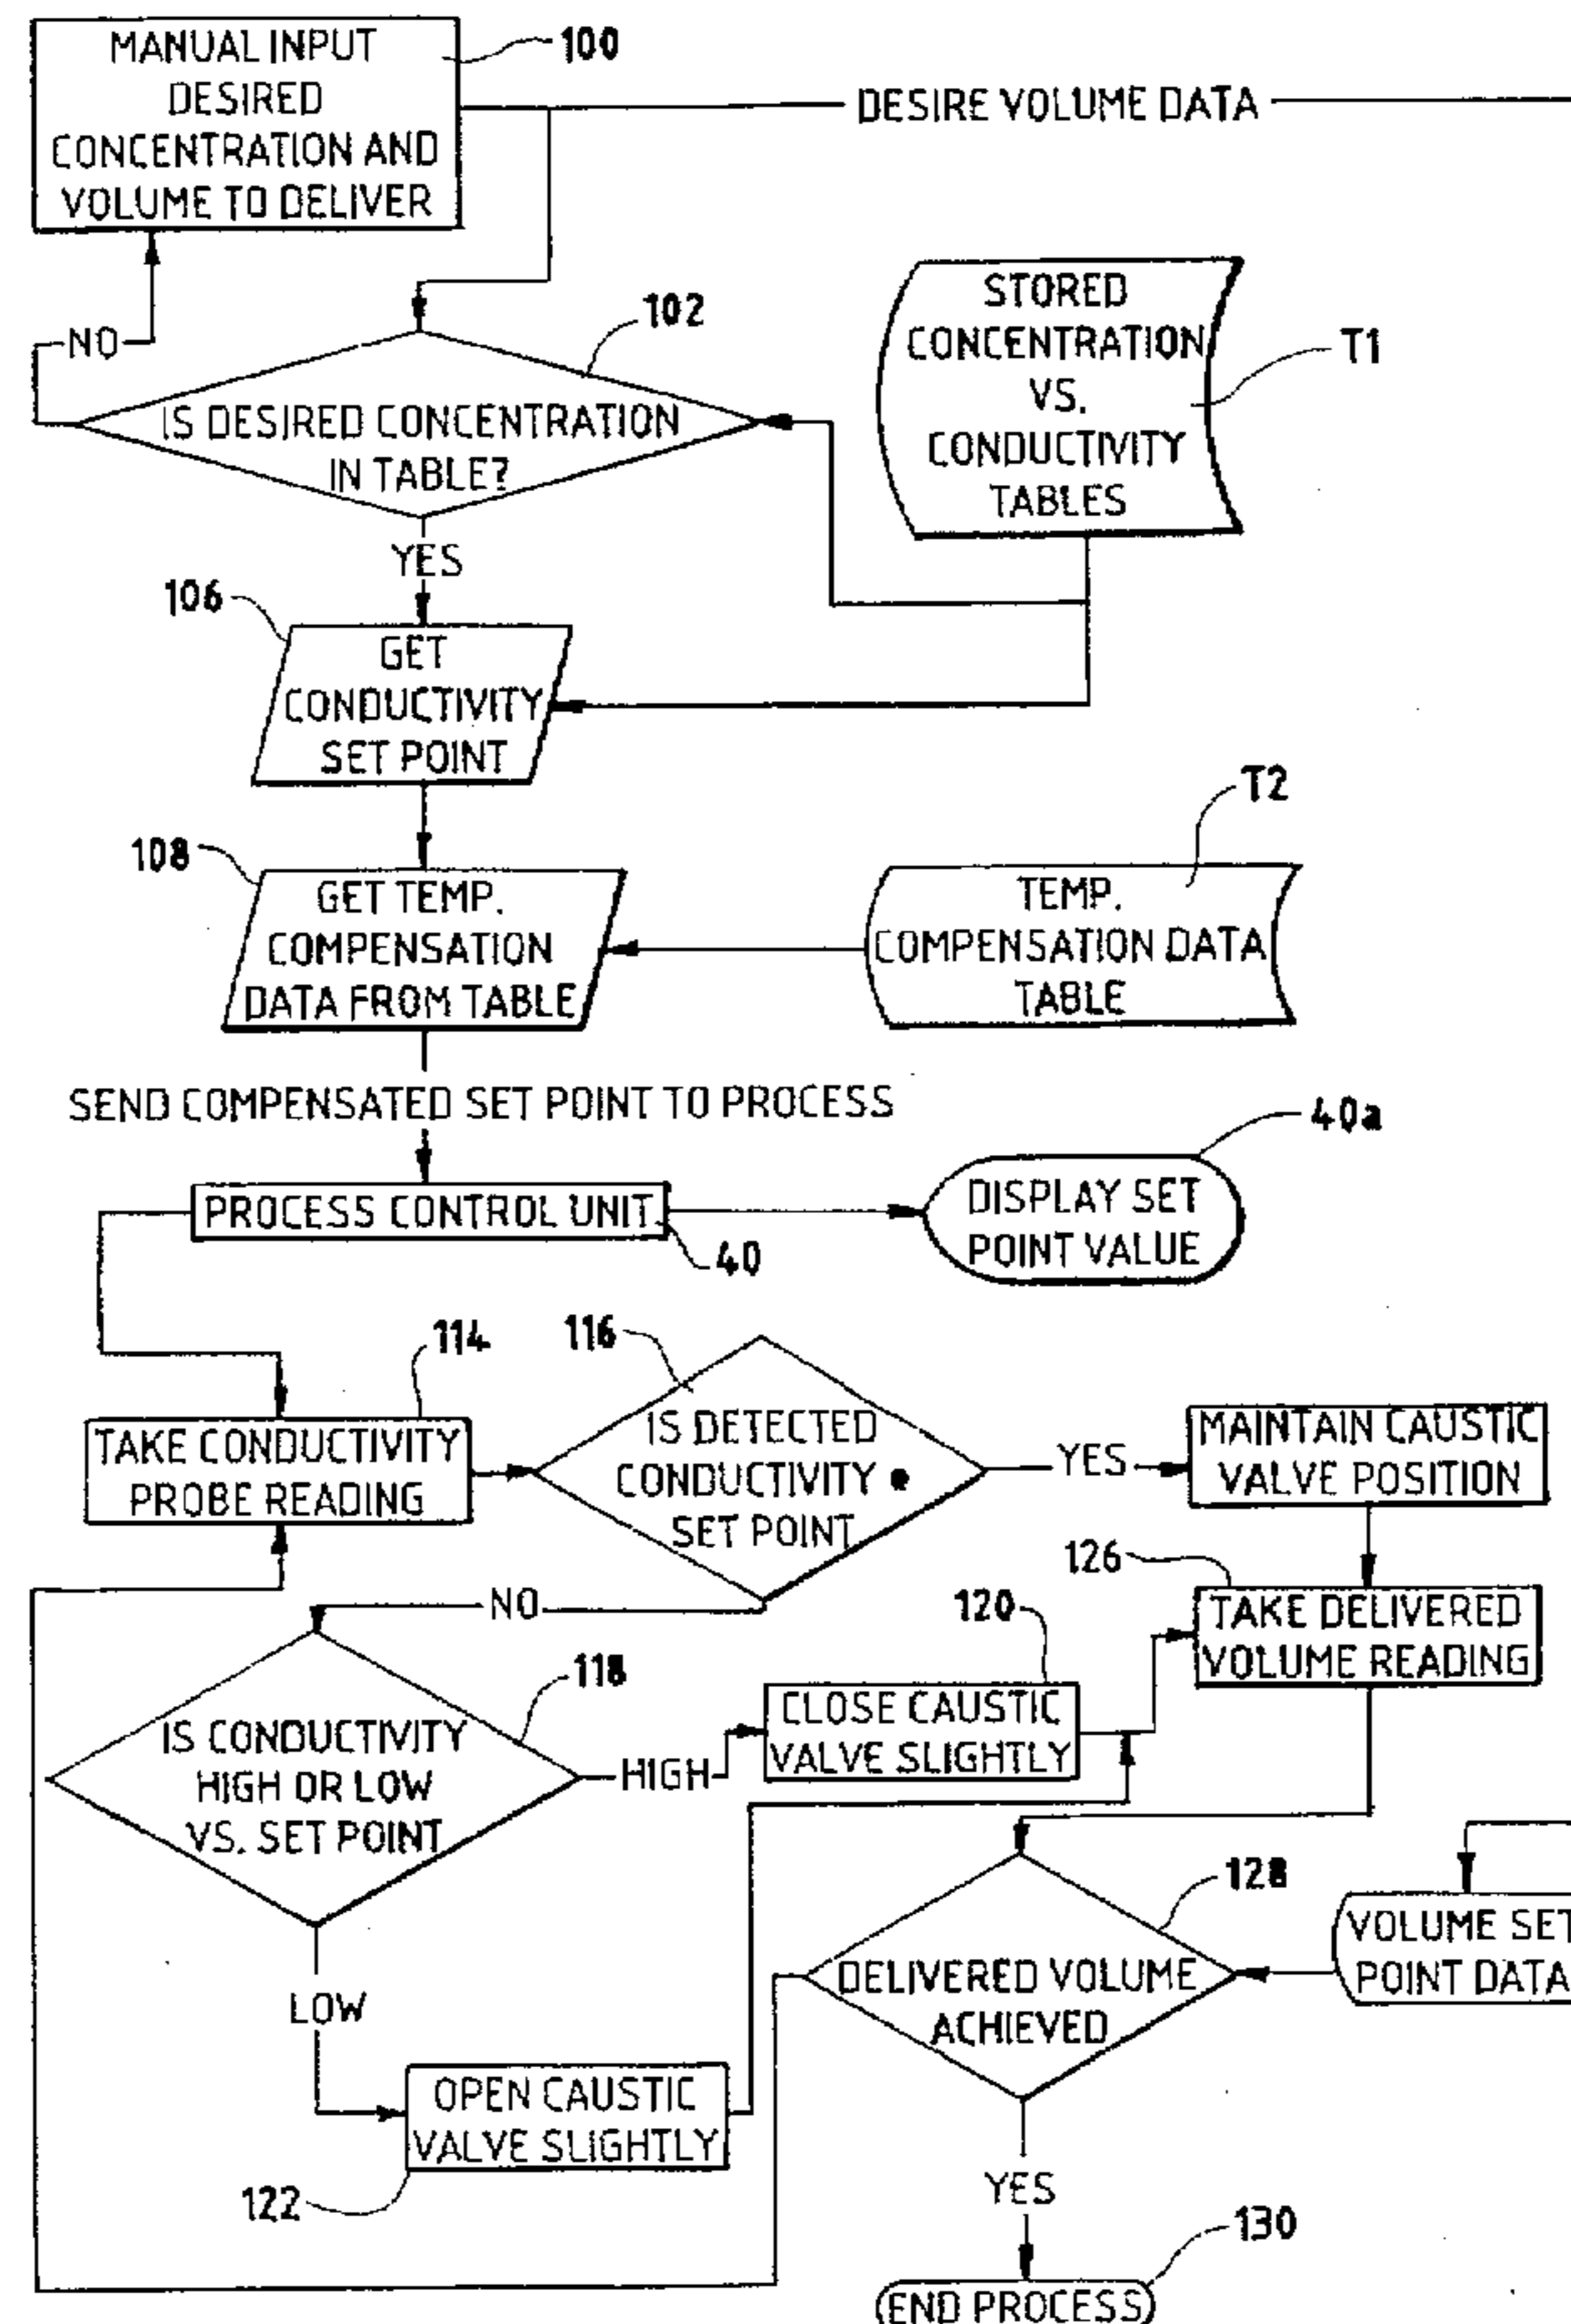 MANUAL INPUT
DESIRED
CONCENTRATION AND
VOLUME TO DELIVER
100
DESIRE VOLUME DATA
NO
102
IS DESIRED CONCENTRATION
IN TABLE?
STORED
CONCENTRATION
VS.
CONDUCTIVITY
TABLES
T1
YES
106
GET
CONDUCTIVITY
SET POINT
108
GET TEMP.
COMPENSATION
DATA FROM TABLE
T2
TEMP.
COMPENSATION DATA
TABLE
SEND COMPENSATED SET POINT TO PROCESS
PROCESS CONTROL UNIT
40
40a
DISPLAY SET
POINT VALUE
114
TAKE CONDUCTIVITY
PROBE READING
116
IS DETECTED
CONDUCTIVITY
SET POINT
YES
MAINTAIN CAUSTIC
VALVE POSITION
NO
126
TAKE DELIVERED
VOLUME READING
118
IS CONDUCTIVITY
HIGH OR LOW
VS. SET POINT
HIGH
120
CLOSE CAUSTIC
VALVE SLIGHTLY
LOW
OPEN CAUSTIC
VALVE SLIGHTLY
122
128
DELIVERED VOLUME
ACHIEVED
VOLUME SET
POINT DATA
YES
130
END PROCESS